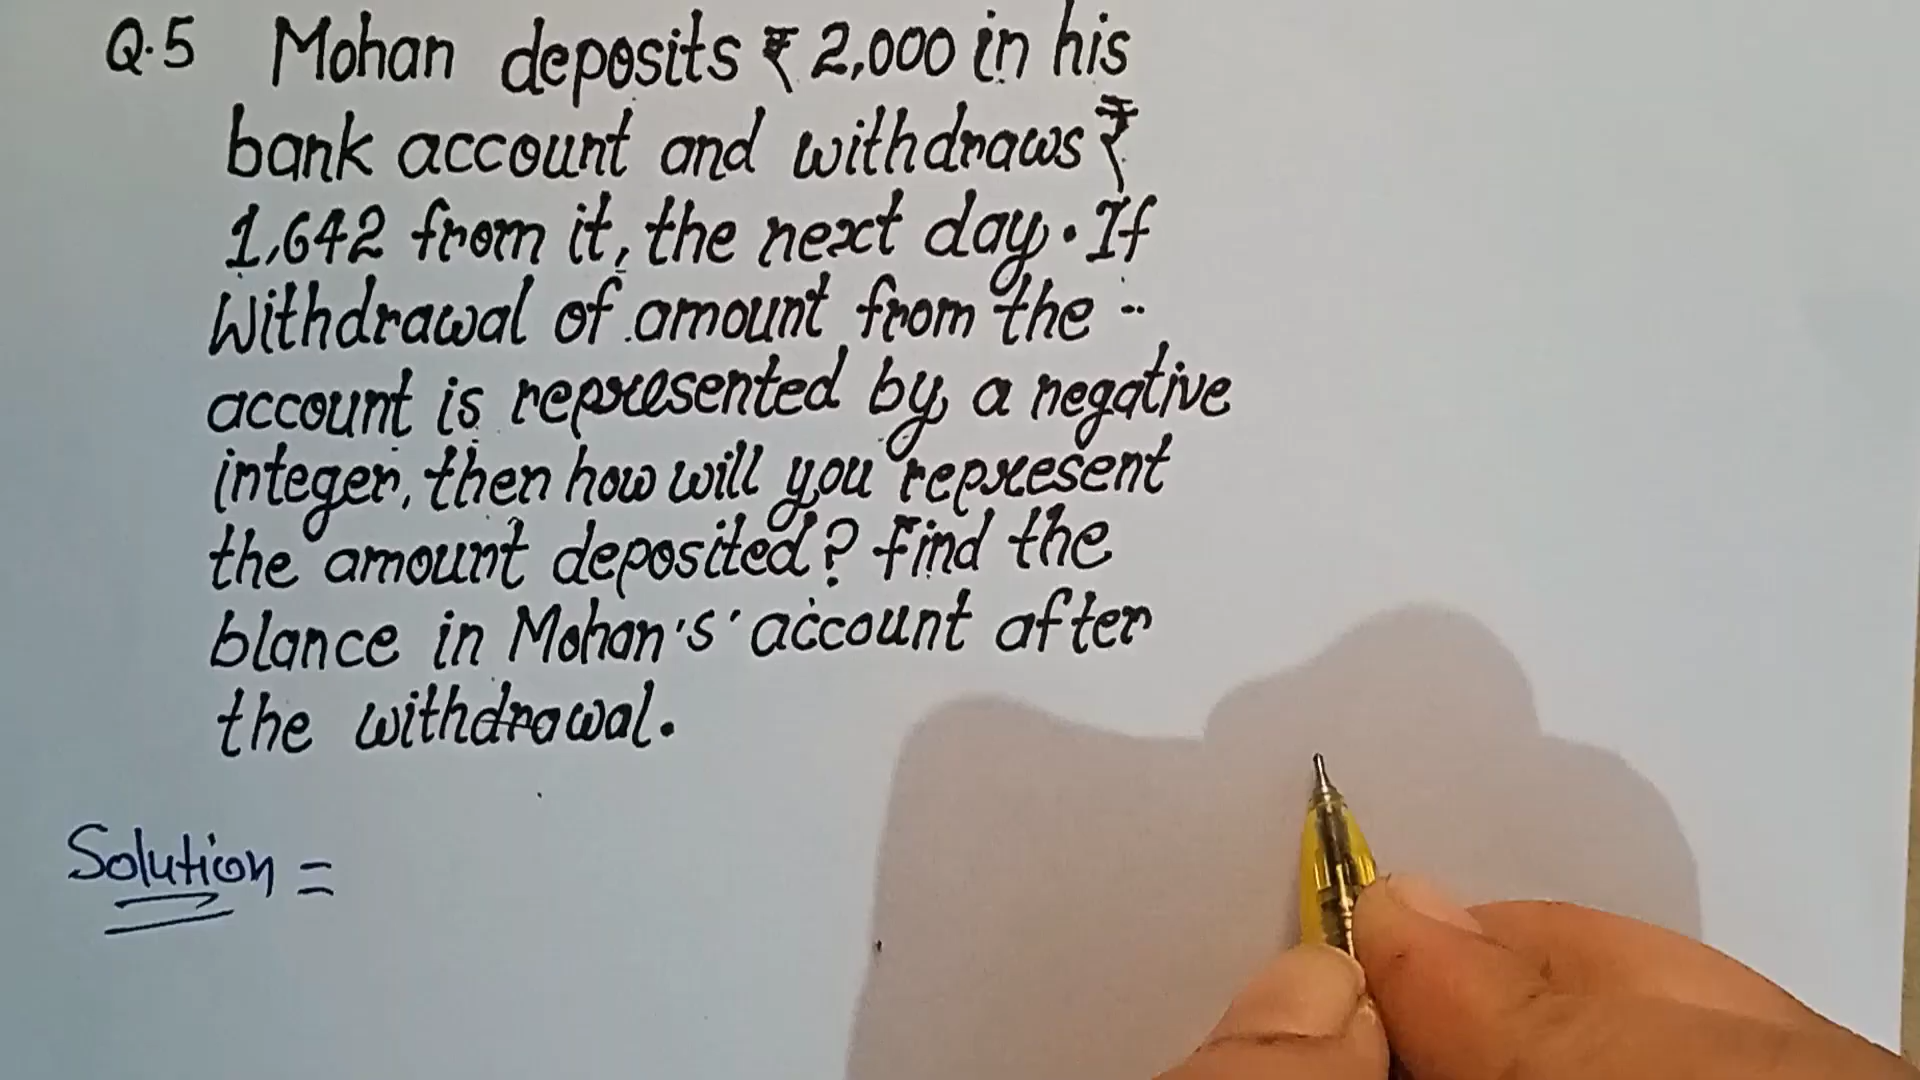 Q.5 Mohan deposits ₹ 2,000 in his
bank account and withdraws ₹
1,642 from it, the next day. If
Withdrawal of amount from the --
account is represented by a negative
integer, then how will you represent
the amount deposited? find the
blance in Mohan's account after
the withdrawal.
Solution =